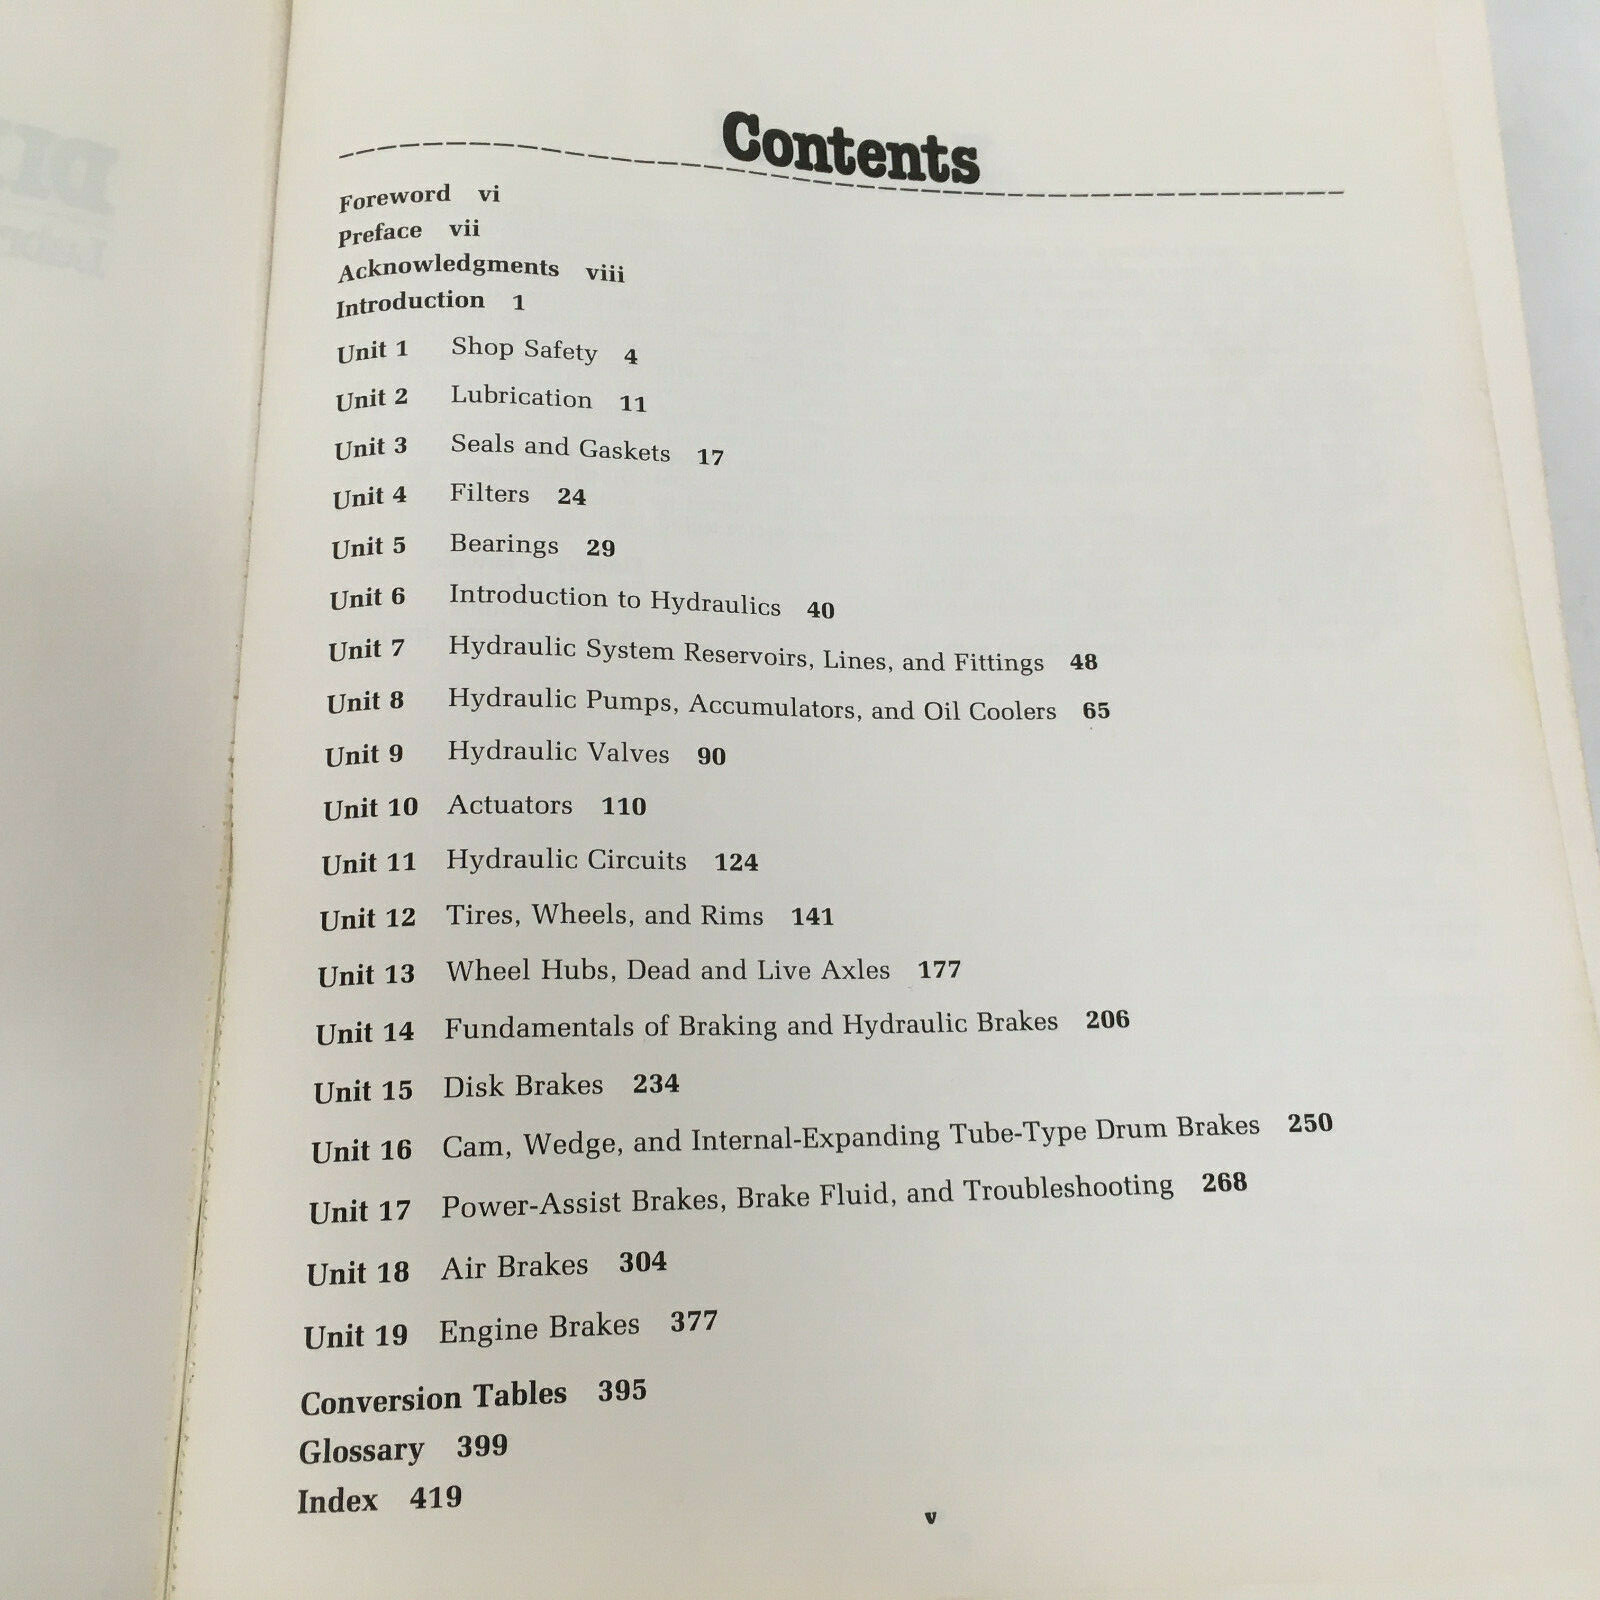 Contents
Foreword vi
Preface vii
Acknowledgments viii
Introduction 1
Unit 1 Shop Safety 4
Unit 2 Lubrication 11
Unit 3 Seals and Gaskets 17
Unit 4 Filters 24
Unit 5 Bearings 29
Unit 6 Introduction to Hydraulics 40
Unit 7 Hydraulic System Reservoirs, Lines, and Fittings 48
Unit 8 Hydraulic Pumps, Accumulators, and Oil Coolers 65
Unit 9 Hydraulic Valves 90
Unit 10 Actuators 110
Unit 11 Hydraulic Circuits 124
Unit 12 Tires, Wheels, and Rims 141
Unit 13 Wheel Hubs, Dead and Live Axles 177
Unit 14 Fundamentals of Braking and Hydraulic Brakes 206
Unit 15 Disk Brakes 234
Unit 16 Cam, Wedge, and Internal-Expanding Tube-Type Drum Brakes 250
Unit 17 Power-Assist Brakes, Brake Fluid, and Troubleshooting 268
Unit 18 Air Brakes 304
Unit 19 Engine Brakes 377
Conversion Tables 395
Glossary 399
Index 419
v